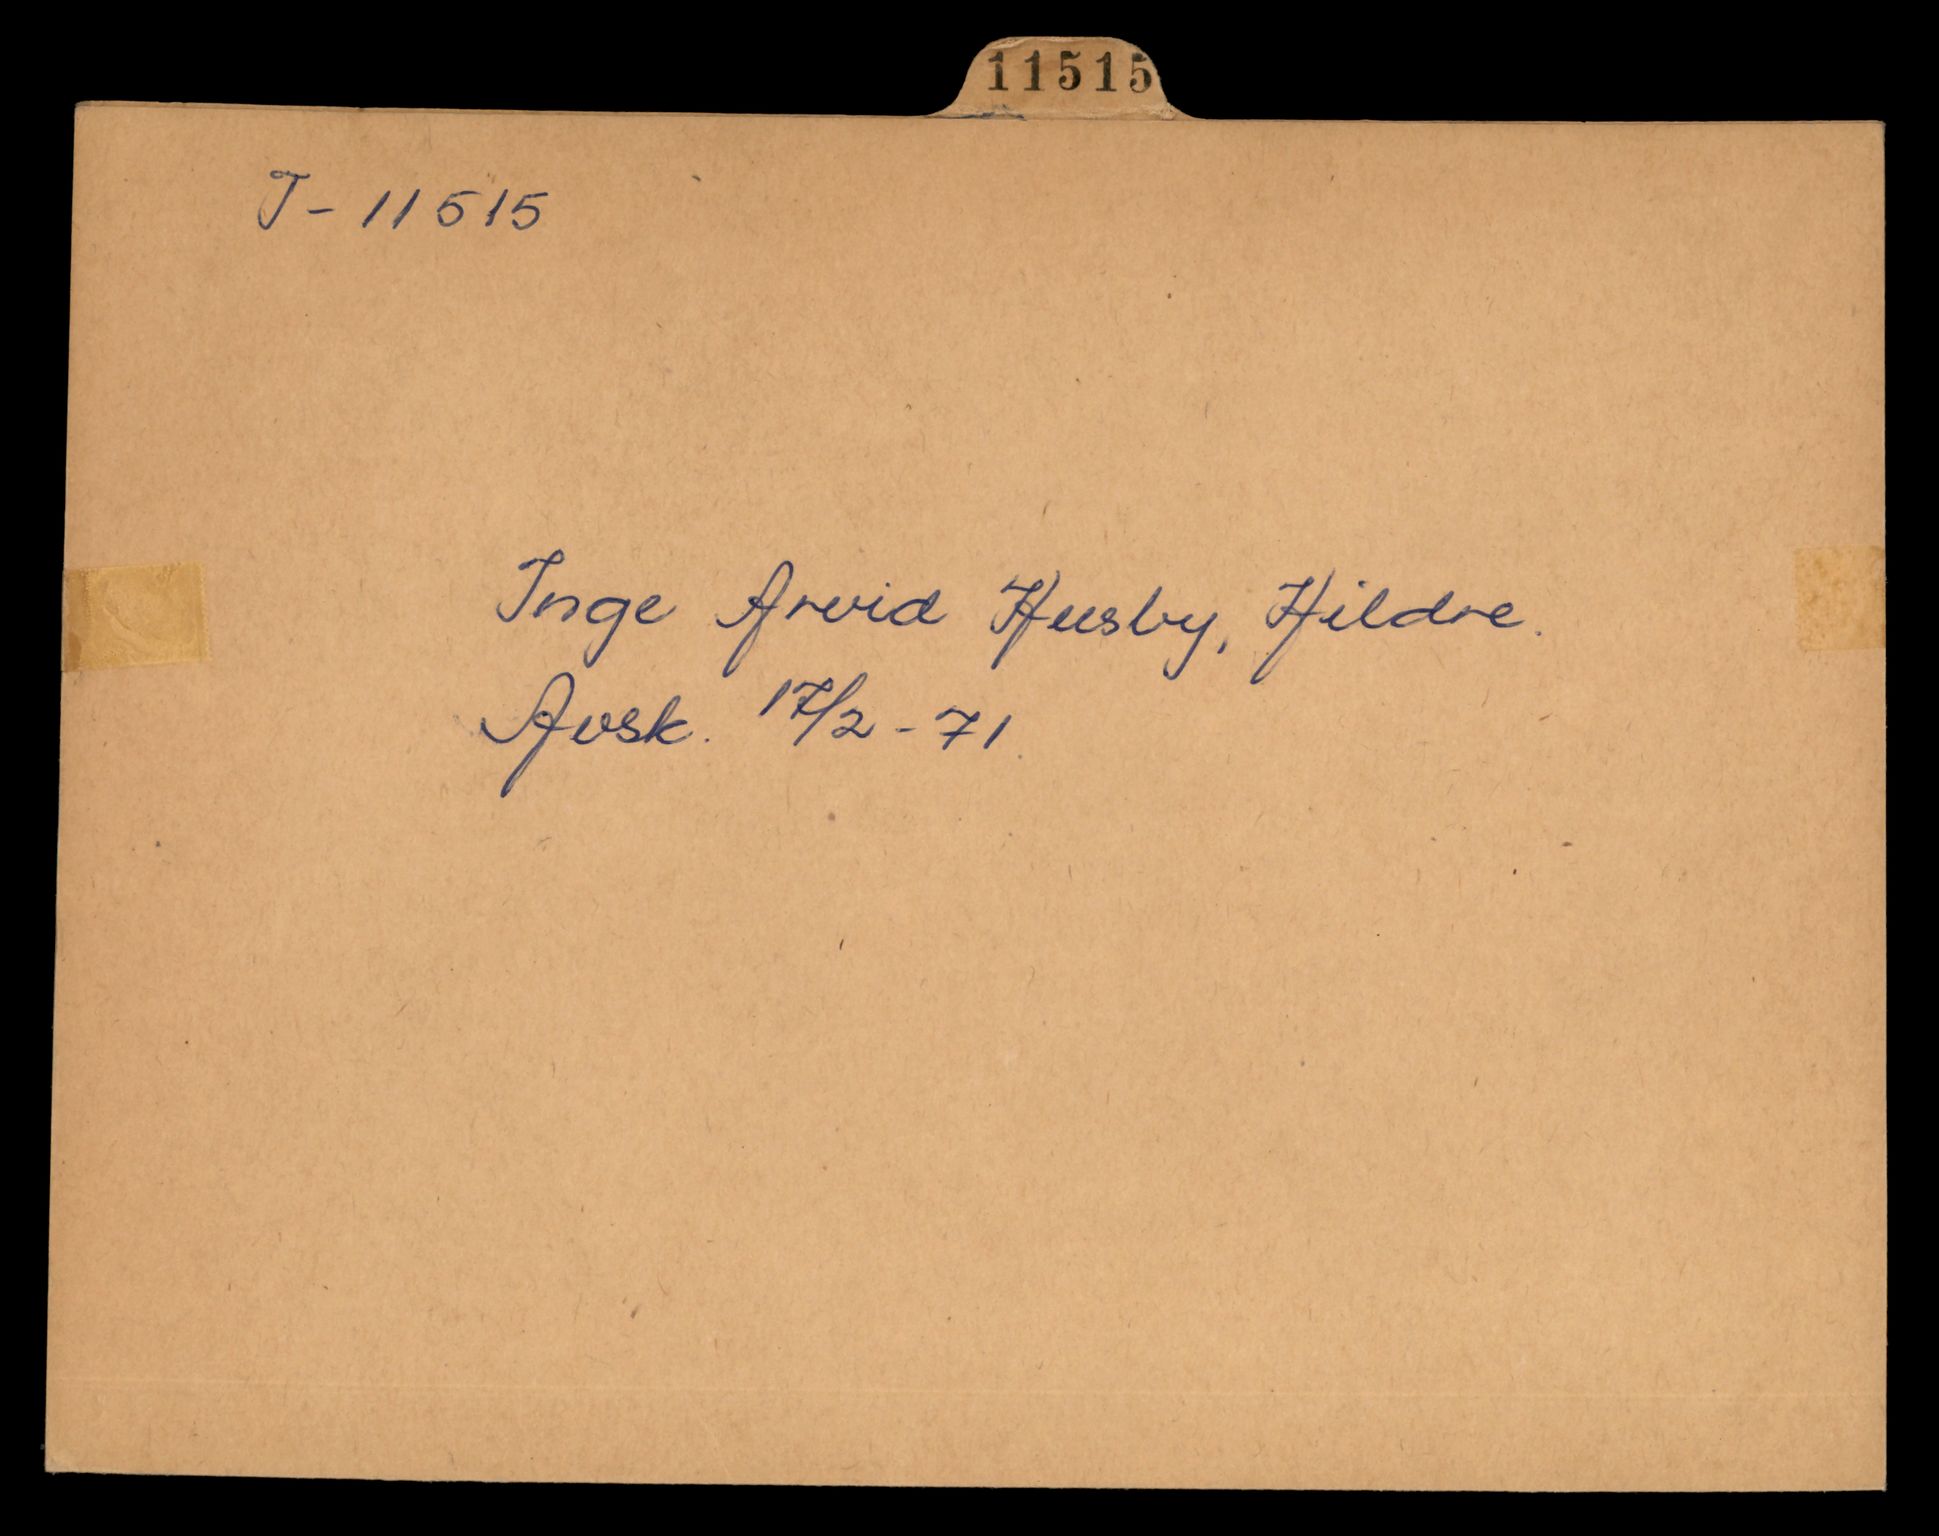 11515
T-11515
Inge Arvid Husby, Hildre.
Avsk. 17/2-71